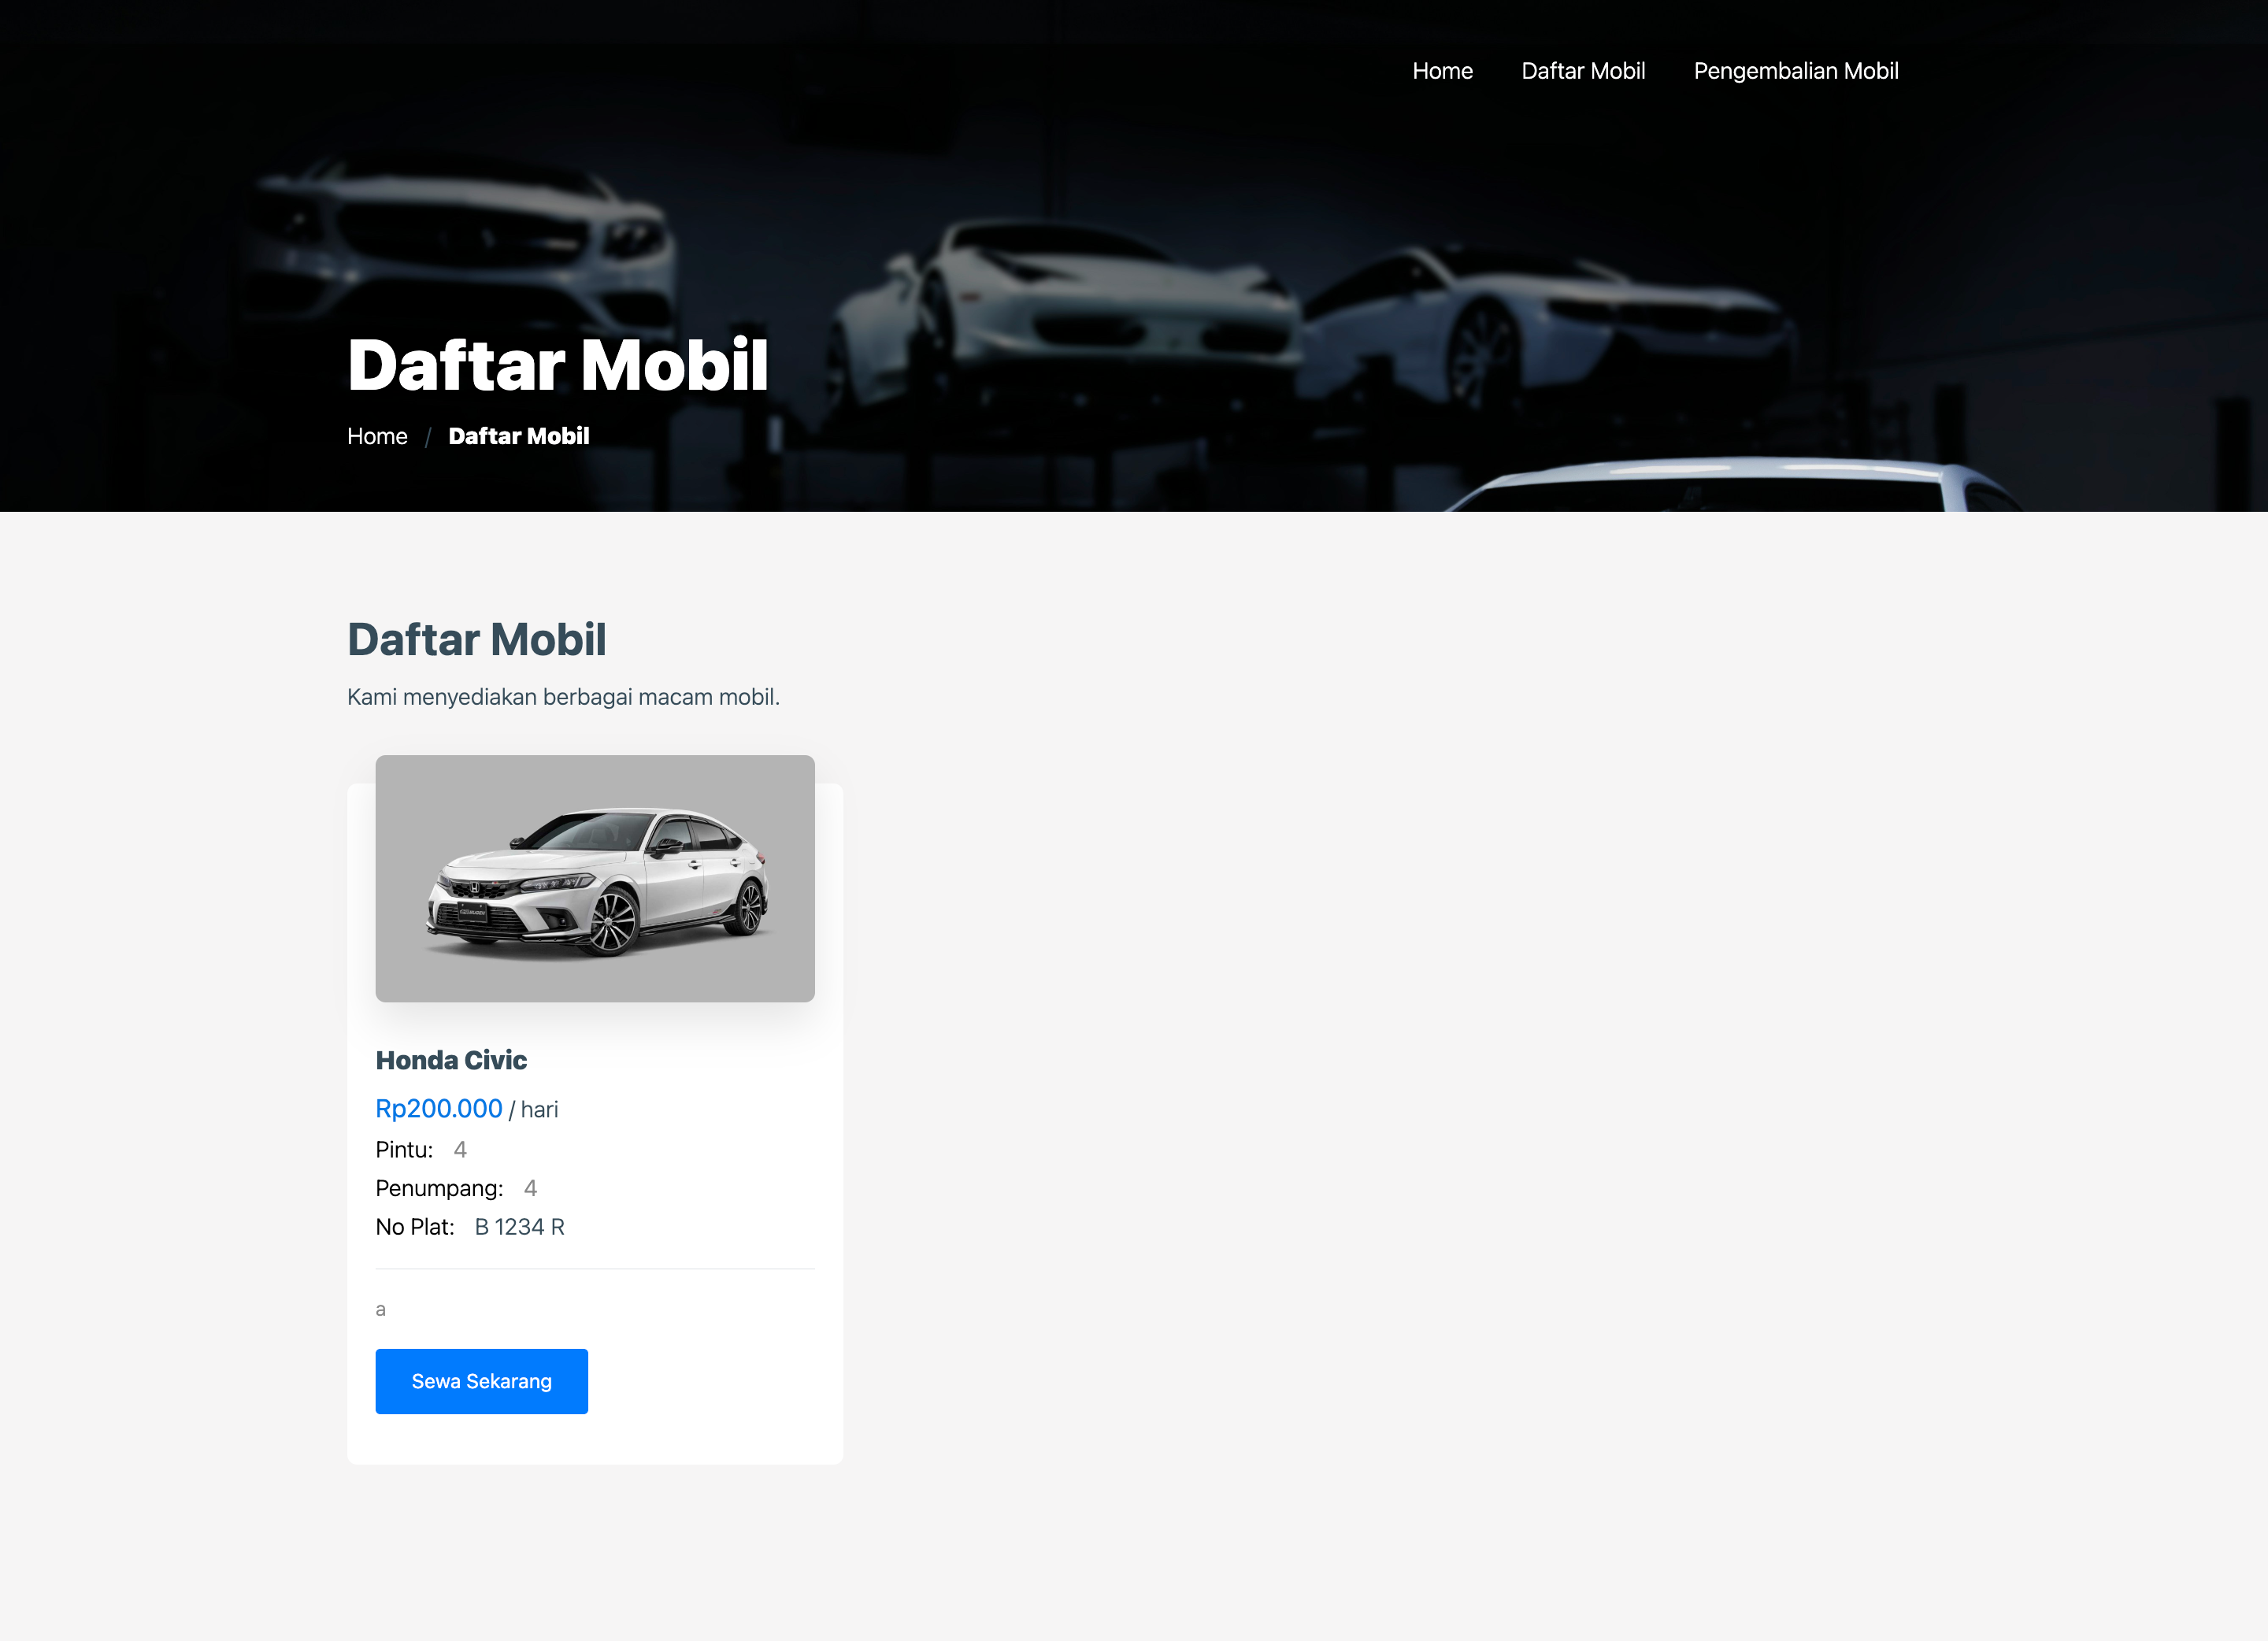 Home Daftar Mobil Pengembalian Mobil
Daftar Mobil
Home / Daftar Mobil
Daftar Mobil
Kami menyediakan berbagai macam mobil.
Honda Civic
Rp200.000 / hari
Pintu: 4
Penumpang: 4
No Plat: B 1234 R
a
Sewa Sekarang